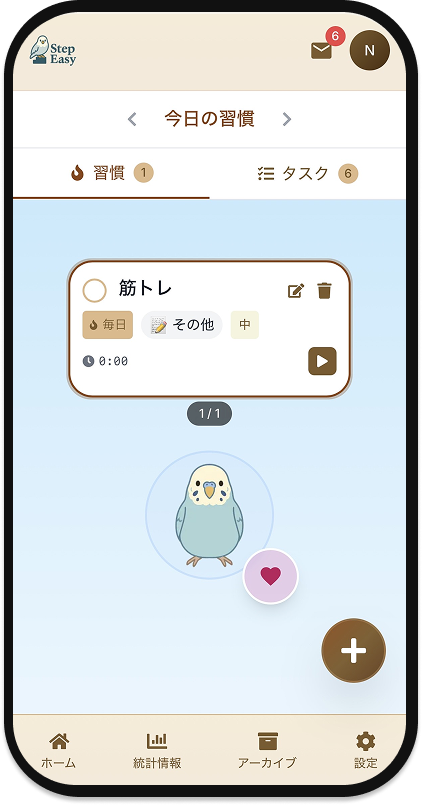 Step
Easy
6
N
今日の習慣
習慣 1
タスク 6
筋トレ
毎日
その他
中
0:00
1/1
ホーム
統計情報
アーカイブ
設定